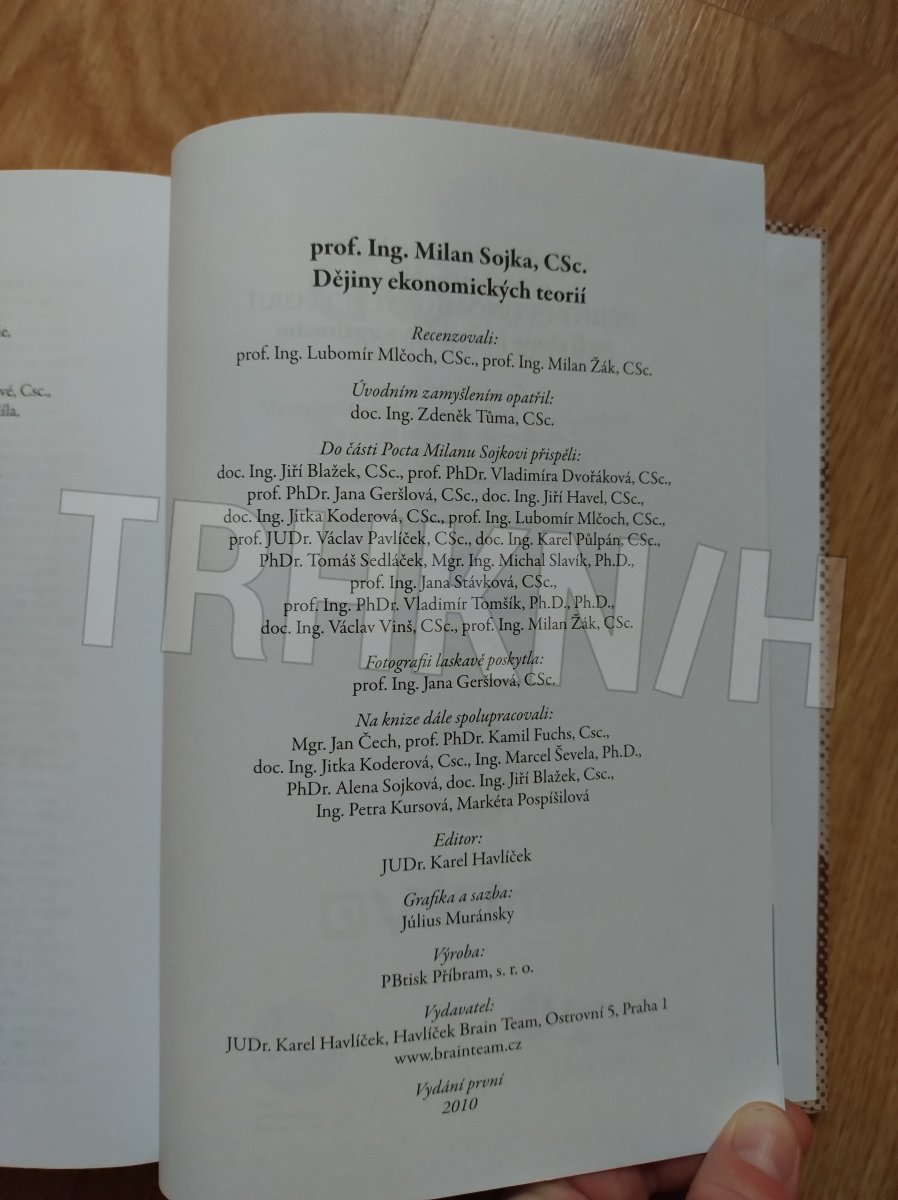 prof. Ing. Milan Sojka, CSc.
Dějiny ekonomických teorií
Recenzovali:
prof. Ing. Lubomír Mlčoch, CSc., prof. Ing. Milan Žák, CSc.
Úvodním zamyšlením opatřil:
doc. Ing. Zdeněk Tůma, CSc.
Do části Pocta Milanu Sojkovi přispěli:
doc. Ing. Jiří Blažek, CSc., prof. PhDr. Vladimíra Dvořáková, CSc.,
prof. PhDr. Jana Geršlová, CSc., doc. Ing. Jiří Havel, CSc.,
doc. Ing. Jitka Koderová, CSc., prof. Ing. Lubomír Mlčoch, CSc.,
prof. JUDr. Václav Pavlíček, CSc., doc. Ing. Karel Půlpán, CSc.,
PhDr. Tomáš Sedláček, Mgr. Ing. Michal Slavík, Ph.D.,
prof. Ing. Jana Stávková, CSc.,
prof. Ing. PhDr. Vladimír Tomšík, Ph.D., Ph.D.,
doc. Ing. Václav Vinš, CSc., prof. Ing. Milan Žák, CSc.
Fotografii laskavě poskytla:
prof. Ing. Jana Geršlová, CSc.
Na knize dále spolupracovali:
Mgr. Jan Čech, prof. PhDr. Kamil Fuchs, Csc.,
doc. Ing. Jitka Koderová, Csc., Ing. Marcel Ševela, Ph.D.,
PhDr. Alena Sojková, doc. Ing. Jiří Blažek, Csc.,
Ing. Petra Kursová, Markéta Pospíšilová
Editor:
JUDr. Karel Havlíček
Grafika a sazba:
Július Muránsky
Výroba:
PBtisk Příbram, s. r. o.
Vydavatel:
JUDr. Karel Havlíček, Havlíček Brain Team, Ostrovní 5, Praha 1
www.brainteam.cz
Vydání první
2010
vé, Csc.,
TRHKNIH